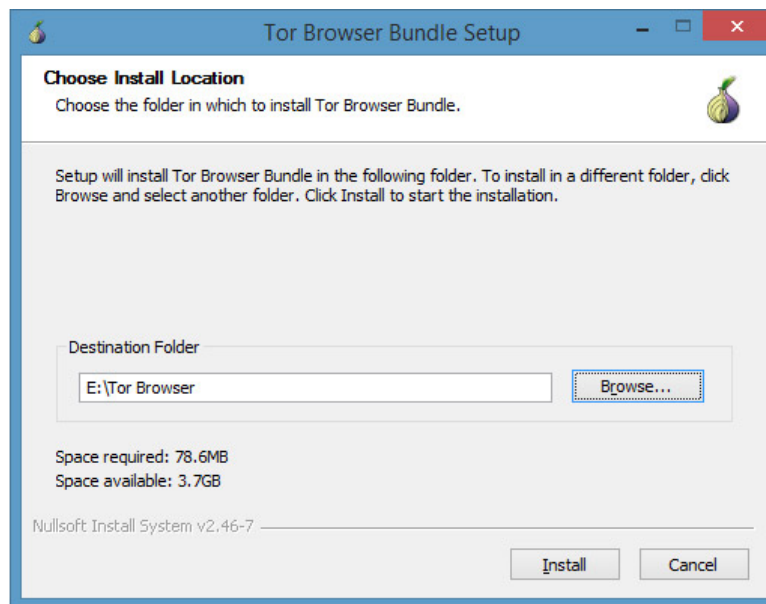 Tor Browser Bundle Setup
Choose Install Location
Choose the folder in which to install Tor Browser Bundle.
Setup will install Tor Browser Bundle in the following folder. To install in a different folder, click
Browse and select another folder. Click Install to start the installation.
Destination Folder
E:\Tor Browser
Browse...
Space required: 78.6MB
Space available: 3.7GB
Nullsoft Install System v2.46-7
Install
Cancel